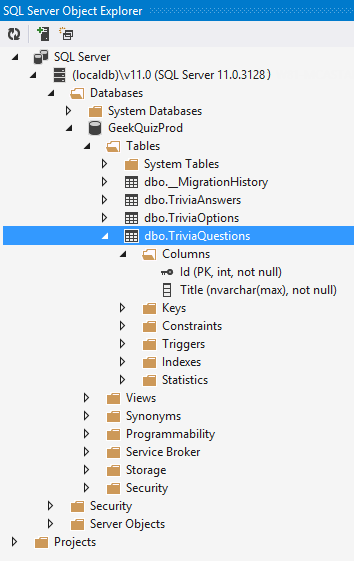 SQL Server Object Explorer
SQL Server
(localdb)\v11.0 (SQL Server 11.0.3128)
Databases
System Databases
GeekQuizProd
Tables
System Tables
dbo.__MigrationHistory
dbo.TriviaAnswers
dbo.TriviaOptions
dbo.TriviaQuestions
Columns
Id (PK, int, not null)
Title (nvarchar(max), not null)
Keys
Constraints
Triggers
Indexes
Statistics
Views
Synonyms
Programmability
Service Broker
Storage
Security
Security
Server Objects
Projects